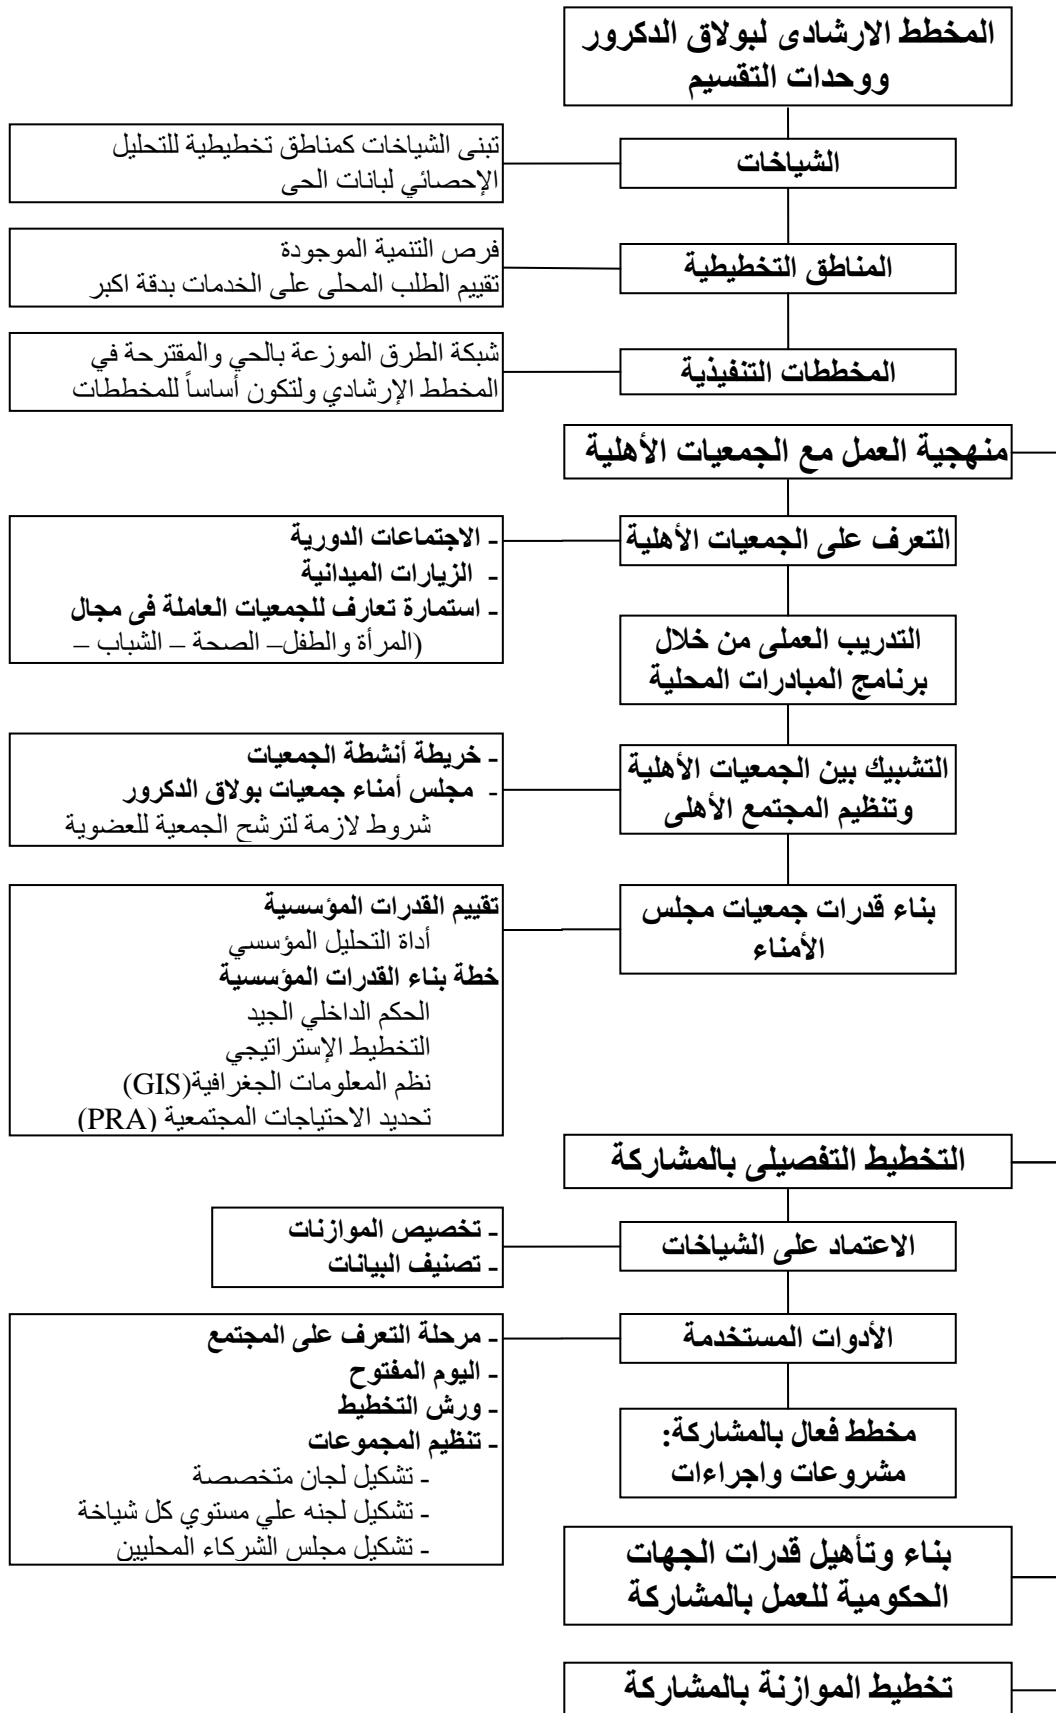 المخطط الارشادى لبولاق الدكرور
ووحدات التقسيم
الشياخات
تبنى الشياخات كمناطق تخطيطية للتحليل
الإحصائي لبانات الحى
المناطق التخطيطية
فرص التنمية الموجودة
تقييم الطلب المحلى على الخدمات بدقة اكبر
المخططات التنفيذية
شبكة الطرق الموزعة بالحي والمقترحة في
المخطط الإرشادي ولتكون أساساً للمخططات
منهجية العمل مع الجمعيات الأهلية
التعرف على الجمعيات الأهلية
- الاجتماعات الدورية
- الزيارات الميدانية
- استمارة تعارف للجمعيات العاملة فى مجال
(المرأة والطفل– الصحة – الشباب –
التدريب العملى من خلال
برنامج المبادرات المحلية
التشبيك بين الجمعيات الأهلية
وتنظيم المجتمع الأهلى
- خريطة أنشطة الجمعيات
- مجلس أمناء جمعيات بولاق الدكرور
شروط لازمة لترشح الجمعية للعضوية
بناء قدرات جمعيات مجلس
الأمناء
تقييم القدرات المؤسسية
أداة التحليل المؤسسي
خطة بناء القدرات المؤسسية
الحكم الداخلي الجيد
التخطيط الإستراتيجي
نظم المعلومات الجغرافية(GIS)
تحديد الاحتياجات المجتمعية (PRA)
التخطيط التفصيلى بالمشاركة
الاعتماد على الشياخات
- تخصيص الموازنات
- تصنيف البيانات
الأدوات المستخدمة
- مرحلة التعرف على المجتمع
- اليوم المفتوح
- ورش التخطيط
- تنظيم المجموعات
- تشكيل لجان متخصصة
- تشكيل لجنه علي مستوي كل شياخة
- تشكيل مجلس الشركاء المحليين
مخطط فعال بالمشاركة:
مشروعات واجراءات
بناء وتأهيل قدرات الجهات
الحكومية للعمل بالمشاركة
تخطيط الموازنة بالمشاركة